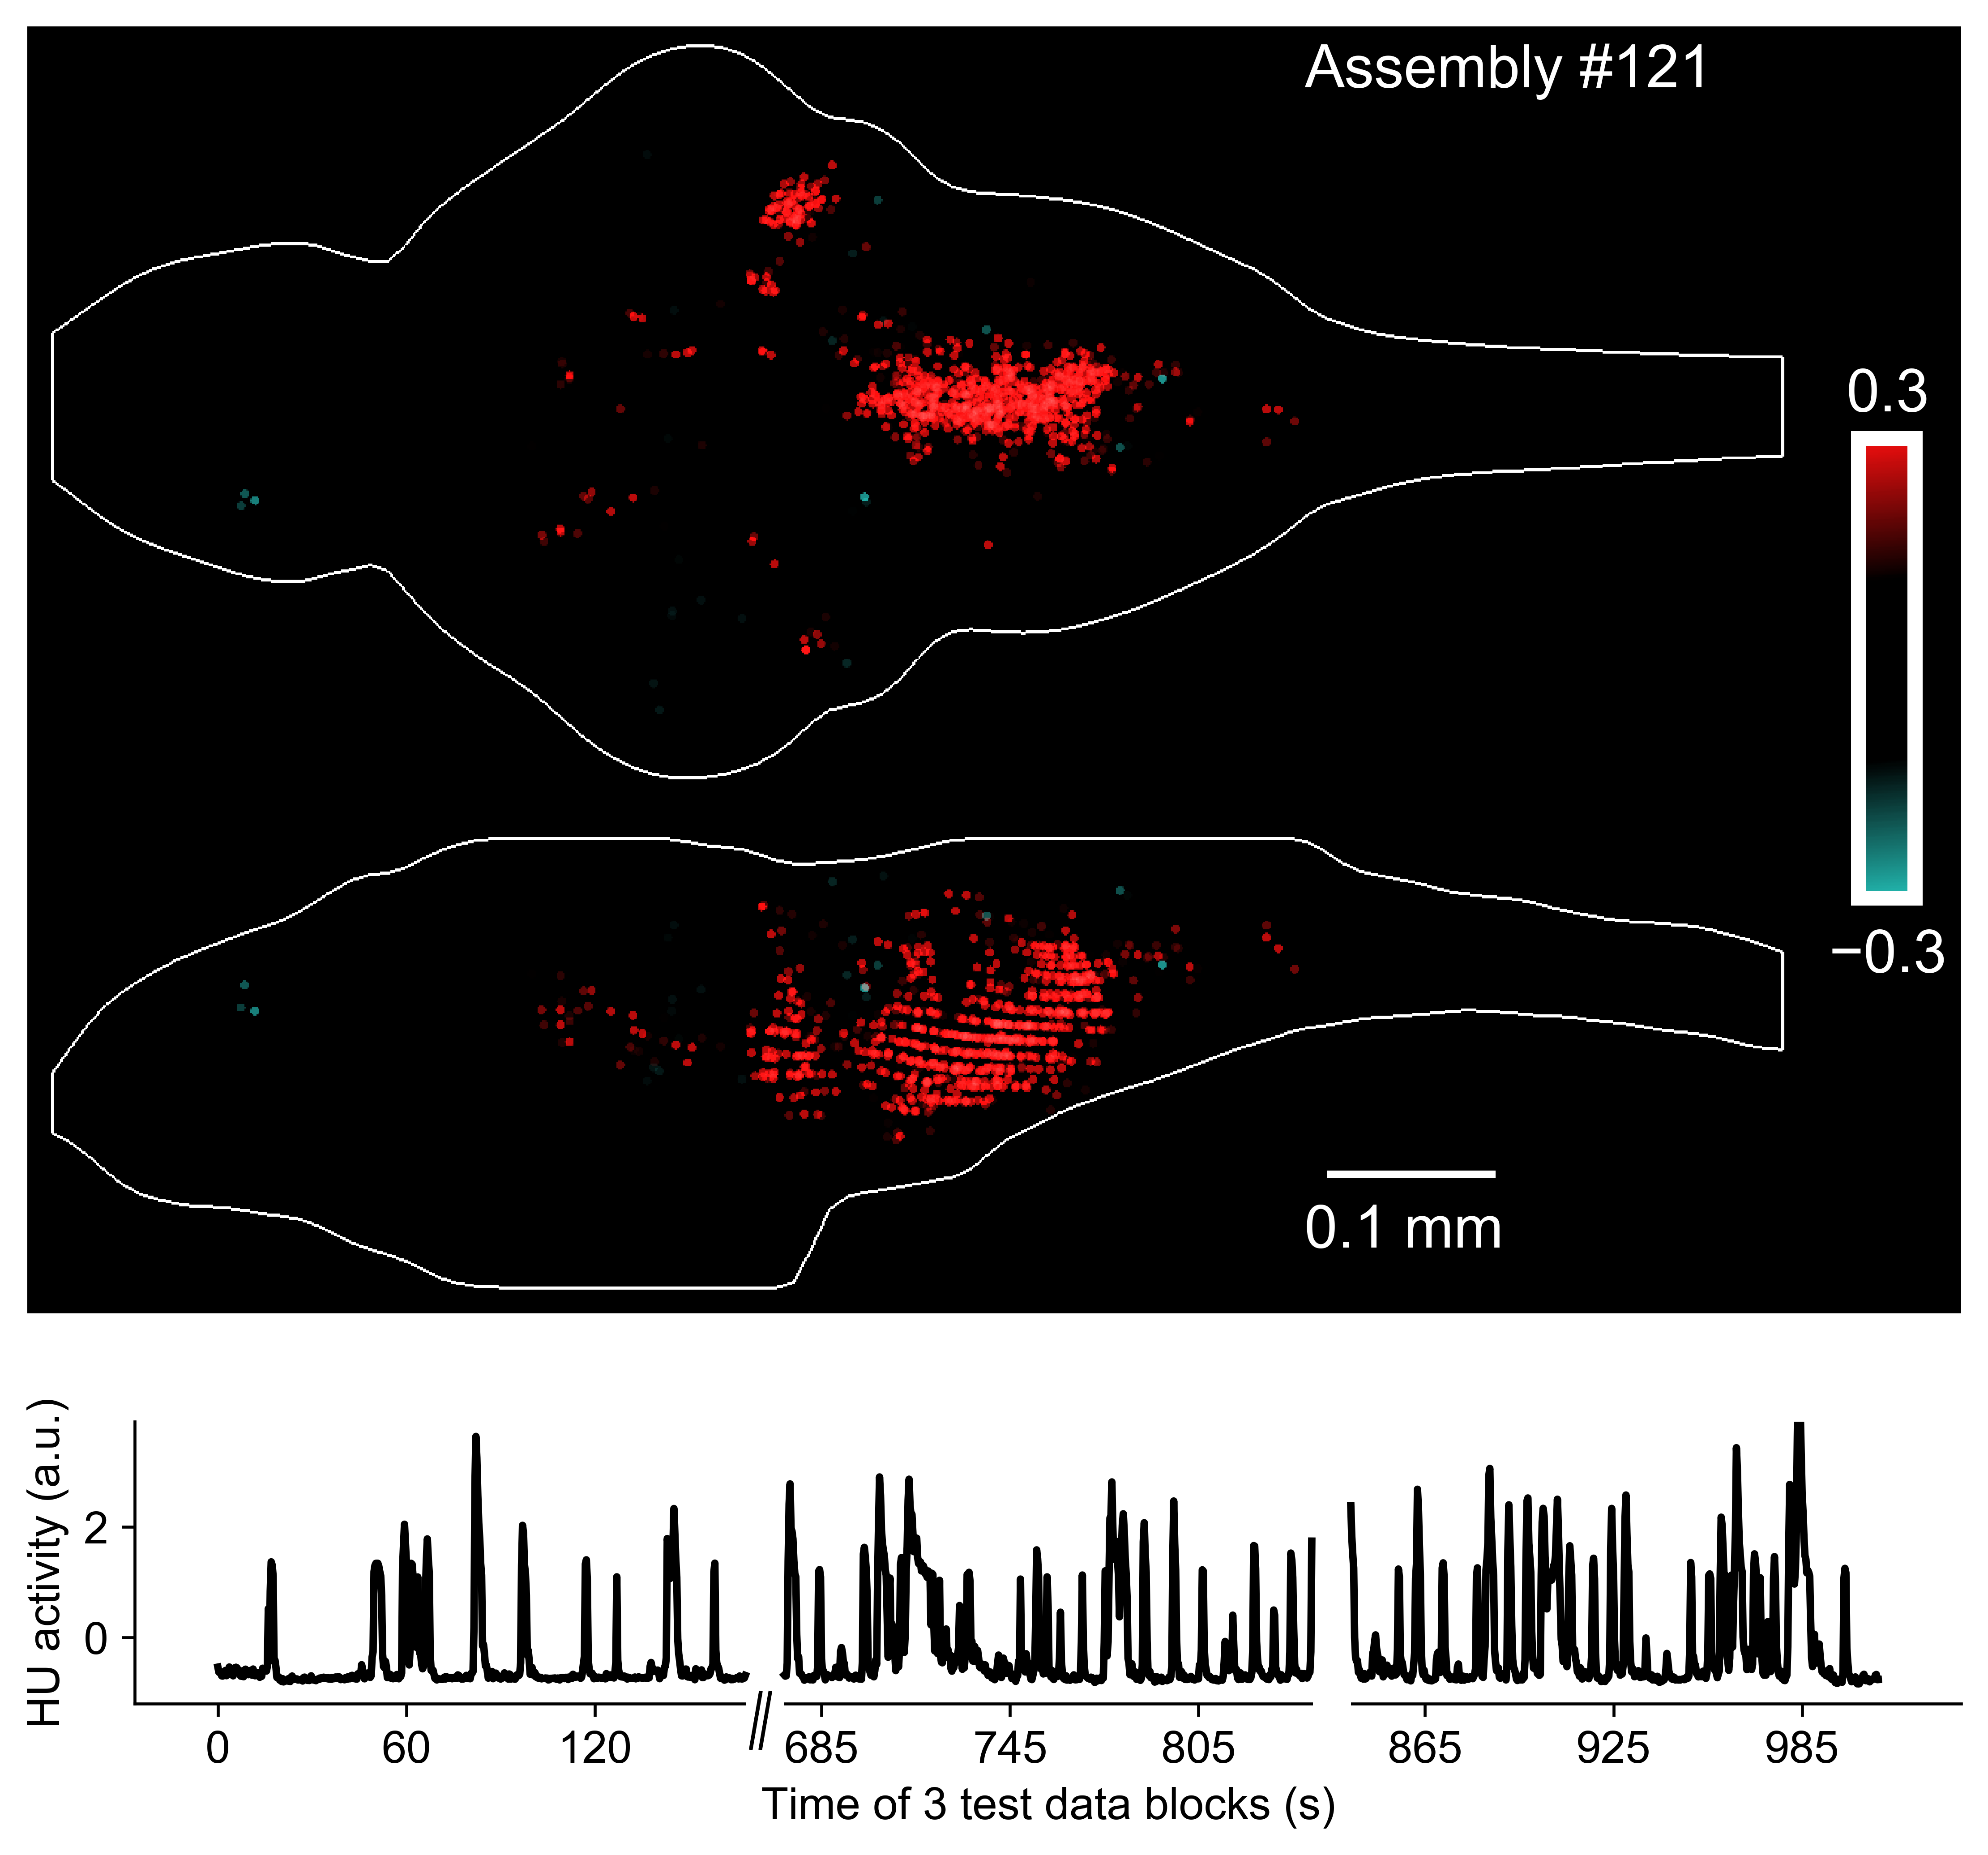 Assembly #121
0.3
−0.3
0.1 mm
HU activity (a.u.)
2
0
0 60 120 685 745 805 865 925 985
Time of 3 test data blocks (s)